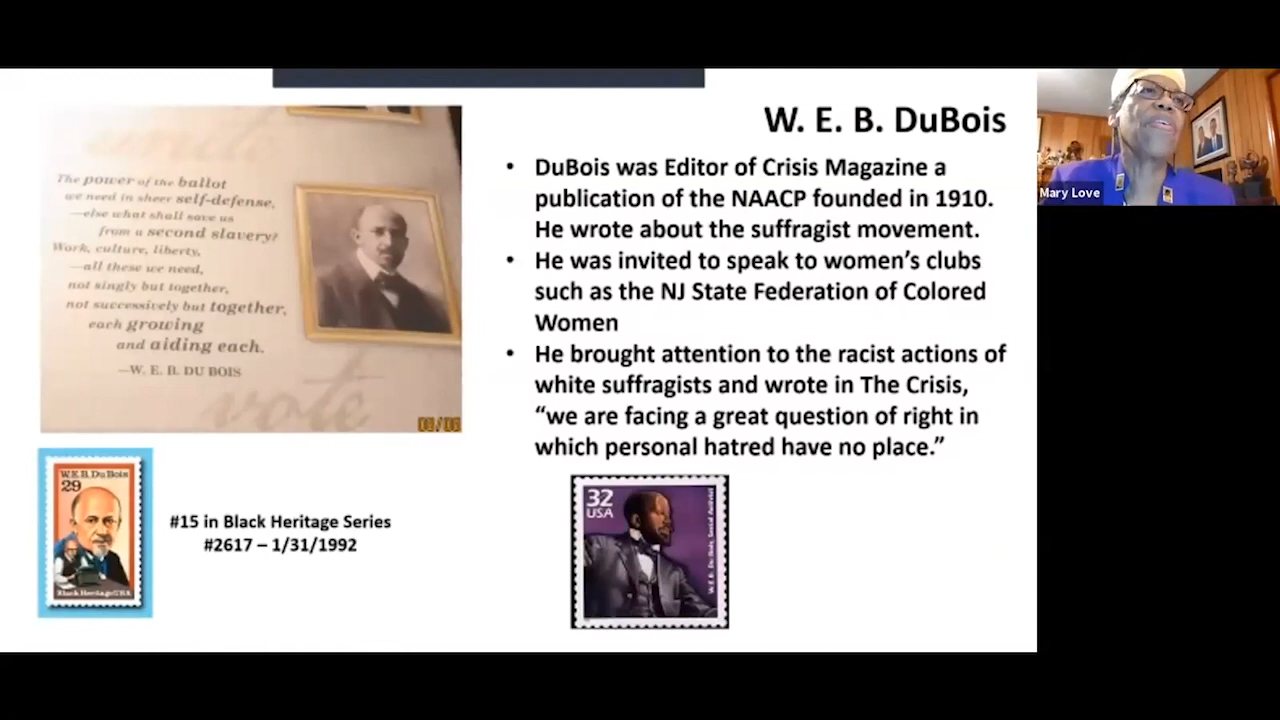 W. E. B. DuBois
• DuBois was Editor of Crisis Magazine a
publication of the NAACP founded in 1910.
He wrote about the suffragist movement.
• He was invited to speak to women's clubs
such as the NJ State Federation of Colored
Women
• He brought attention to the racist actions of
white suffragists and wrote in The Crisis,
“we are facing a great question of right in
which personal hatred have no place.”
The power of the ballot
we need in sheer self-defense,
—else what shall save us
from a second slavery?
Work, culture, liberty,
—all these we need,
not singly but together,
not successively but together,
each growing
and aiding each.
—W. E. B. DU BOIS
vote
W.E.B. Du Bois
29
Black Heritage USA
#15 in Black Heritage Series
#2617 – 1/31/1992
32
USA
W.E.B. Du Bois, Social Activist
Mary Love